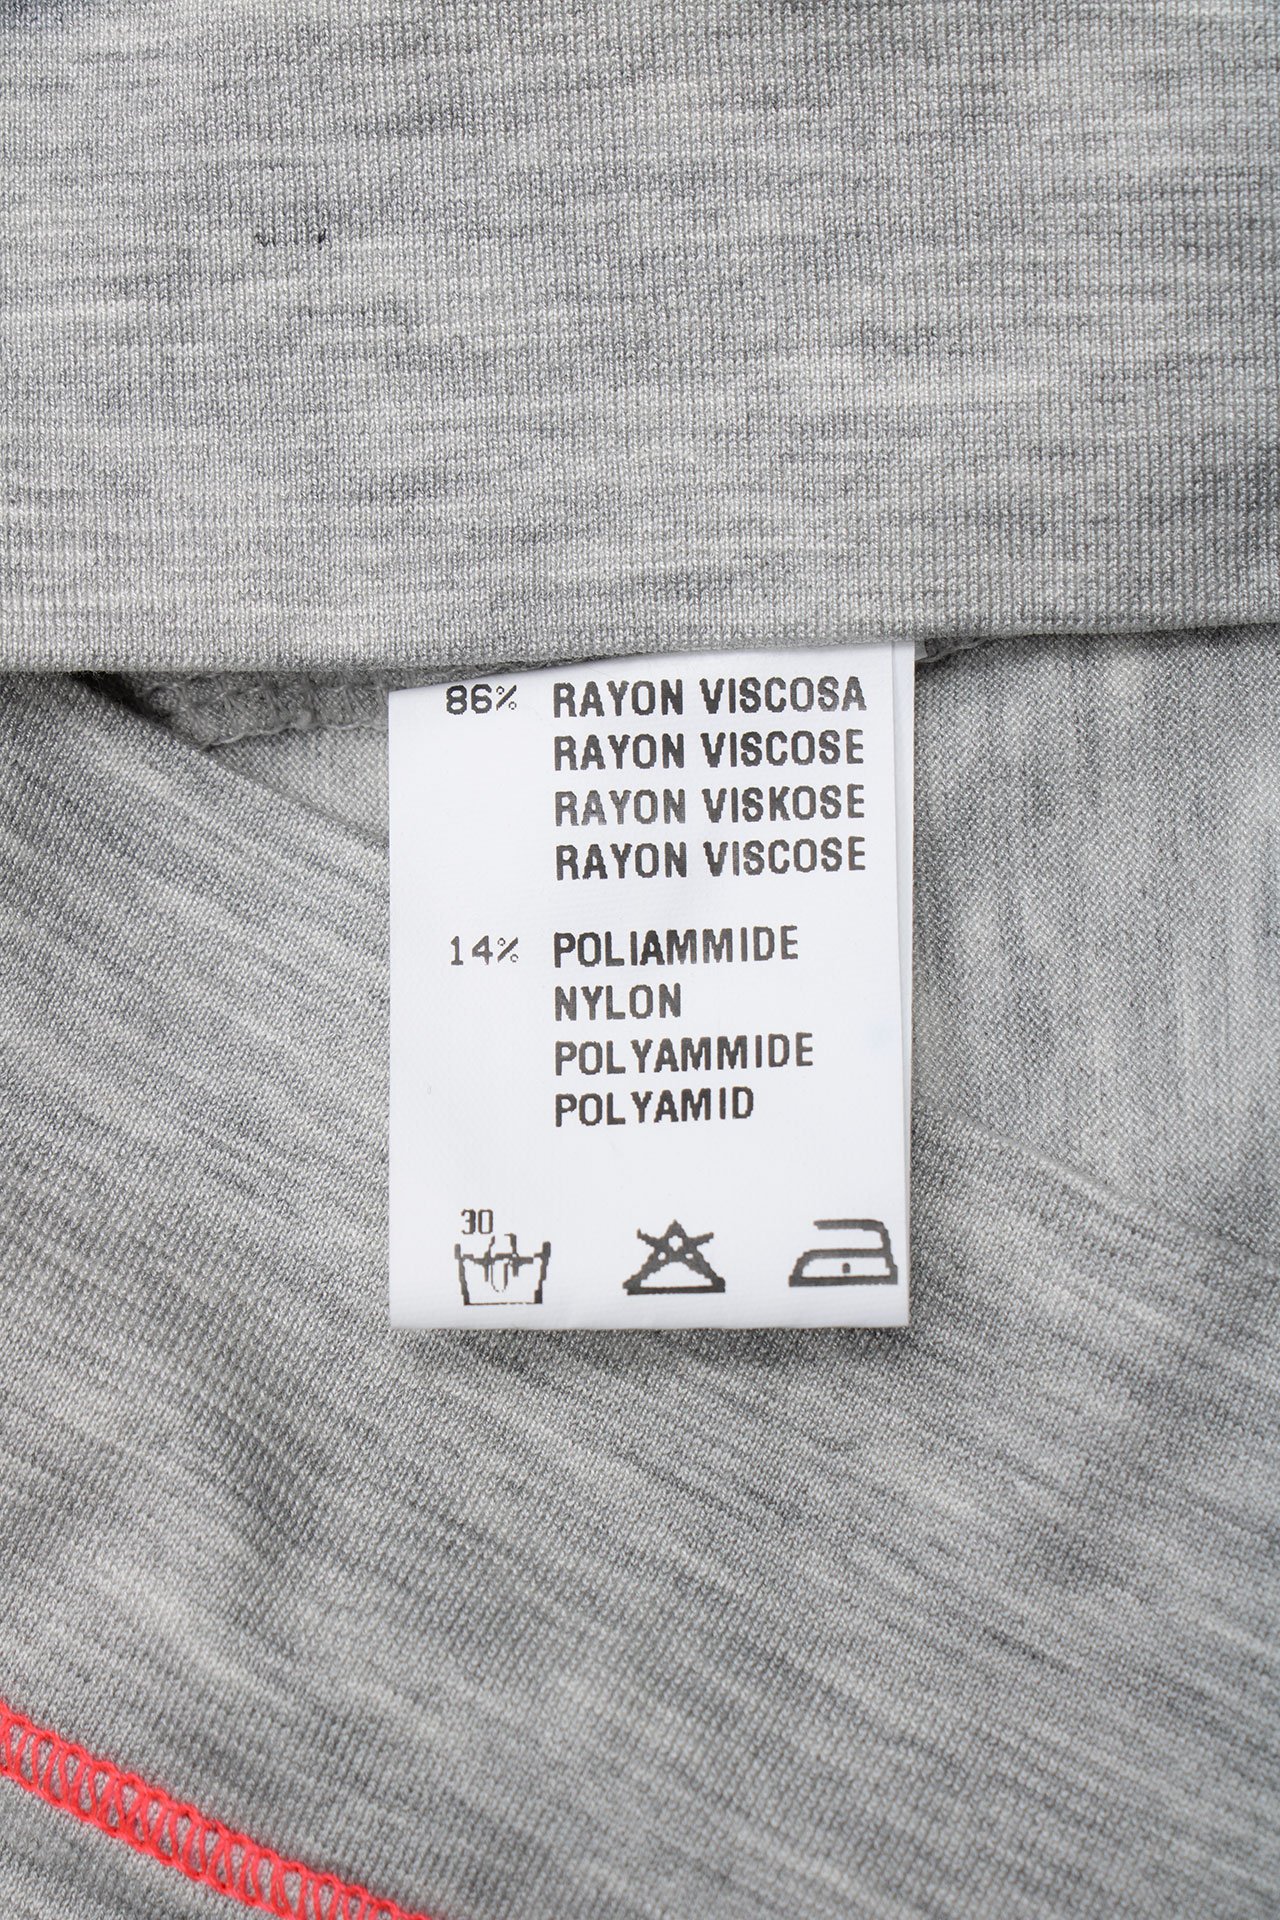 86% RAYON VISCOSA
RAYON VISCOSE
RAYON VISKOSE
RAYON VISCOSE
14% POLIAMMIDE
NYLON
POLYAMMIDE
POLYAMID
30